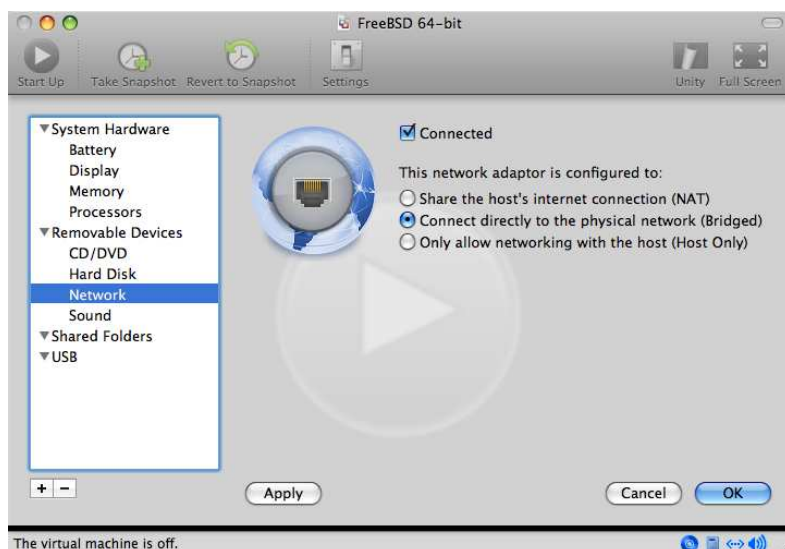 FreeBSD 64-bit
Start Up
Take Snapshot
Revert to Snapshot
Settings
Unity
Full Screen
System Hardware
Battery
Display
Memory
Processors
Removable Devices
CD/DVD
Hard Disk
Network
Sound
Shared Folders
USB
Connected
This network adaptor is configured to:
Share the host's internet connection (NAT)
Connect directly to the physical network (Bridged)
Only allow networking with the host (Host Only)
+ −
Apply
Cancel
OK
The virtual machine is off.